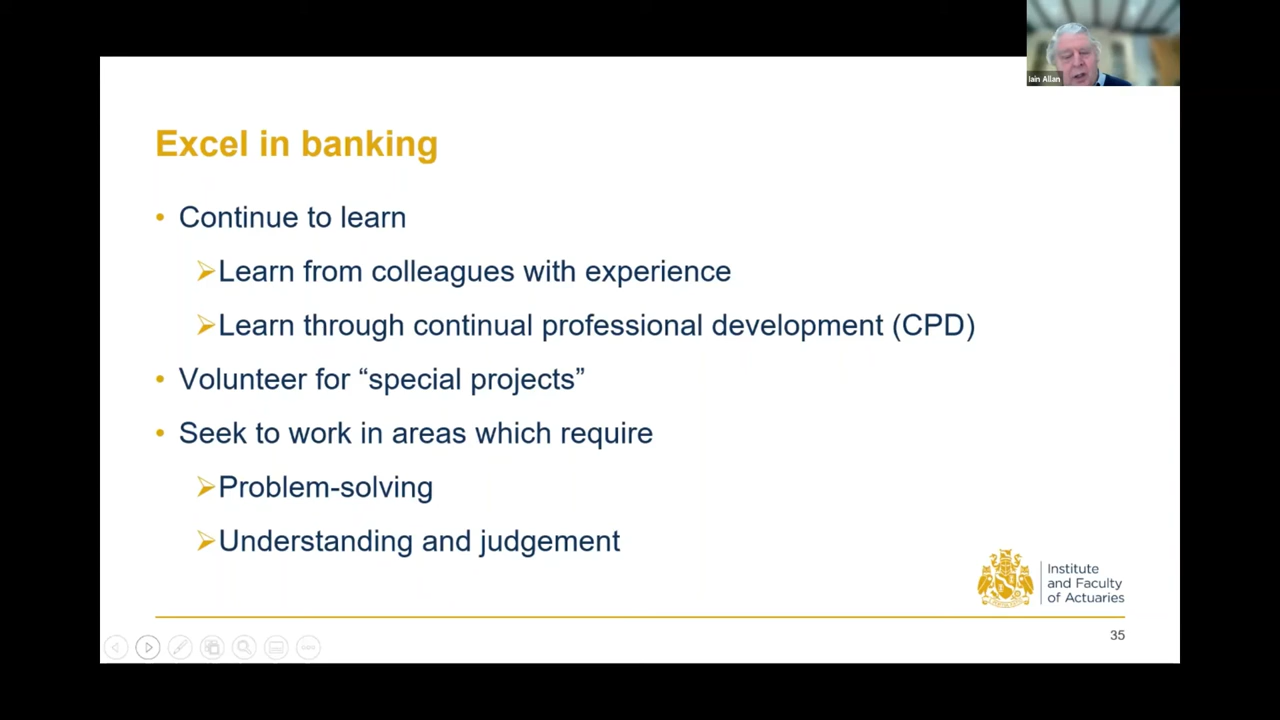 Iain Allan
Excel in banking
• Continue to learn
➢Learn from colleagues with experience
➢Learn through continual professional development (CPD)
• Volunteer for “special projects”
• Seek to work in areas which require
➢Problem-solving
➢Understanding and judgement
Institute
and Faculty
of Actuaries
35